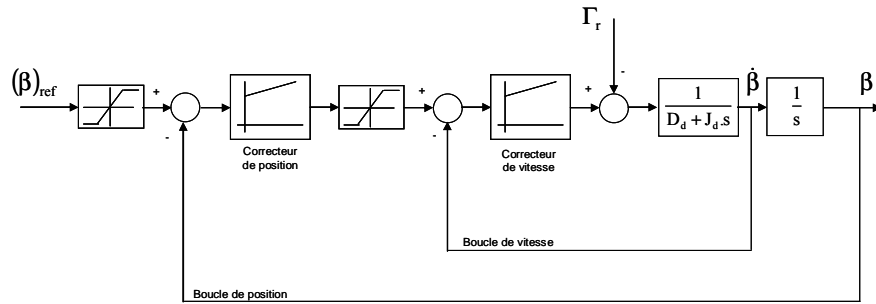 Γr
(β)ref
+
-
+
-
+
-
1
Dd + Jd.s
β̇
1
s
β
Correcteur
de position
Correcteur
de vitesse
Boucle de vitesse
Boucle de position